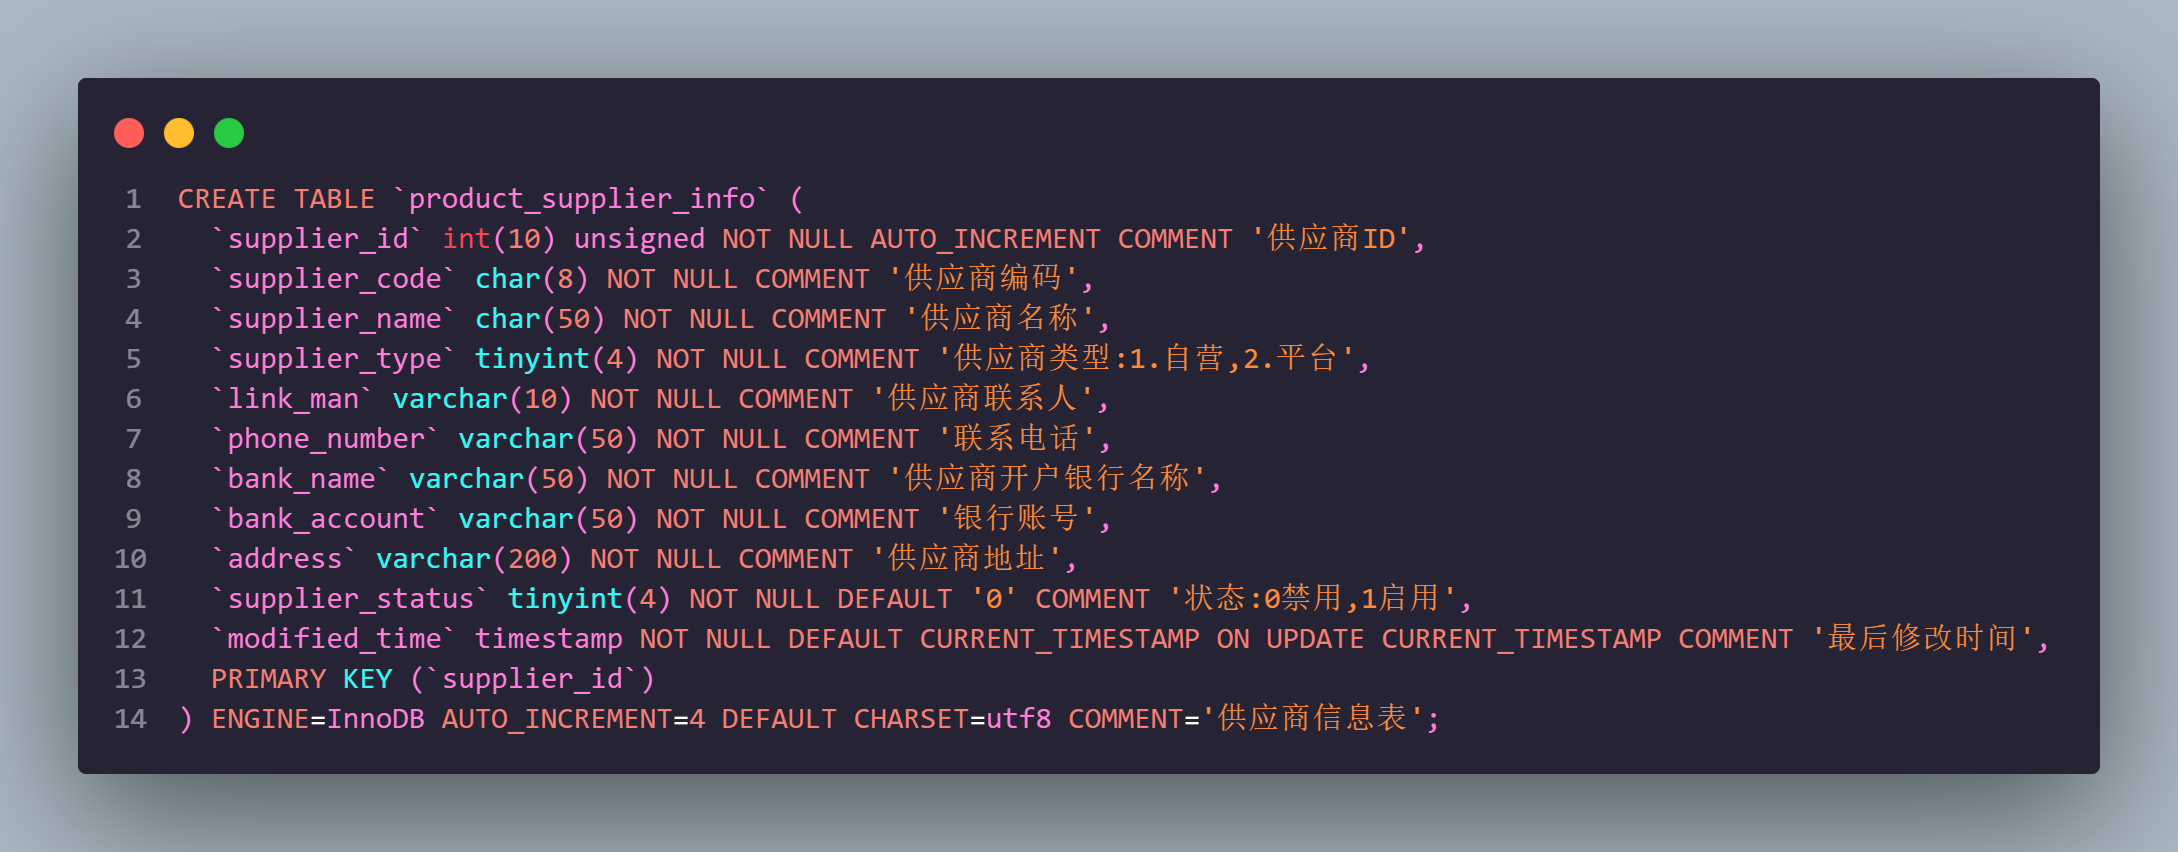 1 CREATE TABLE `product_supplier_info` (
2 `supplier_id` int(10) unsigned NOT NULL AUTO_INCREMENT COMMENT '供应商ID',
3 `supplier_code` char(8) NOT NULL COMMENT '供应商编码',
4 `supplier_name` char(50) NOT NULL COMMENT '供应商名称',
5 `supplier_type` tinyint(4) NOT NULL COMMENT '供应商类型:1.自营,2.平台',
6 `link_man` varchar(10) NOT NULL COMMENT '供应商联系人',
7 `phone_number` varchar(50) NOT NULL COMMENT '联系电话',
8 `bank_name` varchar(50) NOT NULL COMMENT '供应商开户银行名称',
9 `bank_account` varchar(50) NOT NULL COMMENT '银行账号',
10 `address` varchar(200) NOT NULL COMMENT '供应商地址',
11 `supplier_status` tinyint(4) NOT NULL DEFAULT '0' COMMENT '状态:0禁用,1启用',
12 `modified_time` timestamp NOT NULL DEFAULT CURRENT_TIMESTAMP ON UPDATE CURRENT_TIMESTAMP COMMENT '最后修改时间',
13 PRIMARY KEY (`supplier_id`)
14 ) ENGINE=InnoDB AUTO_INCREMENT=4 DEFAULT CHARSET=utf8 COMMENT='供应商信息表';